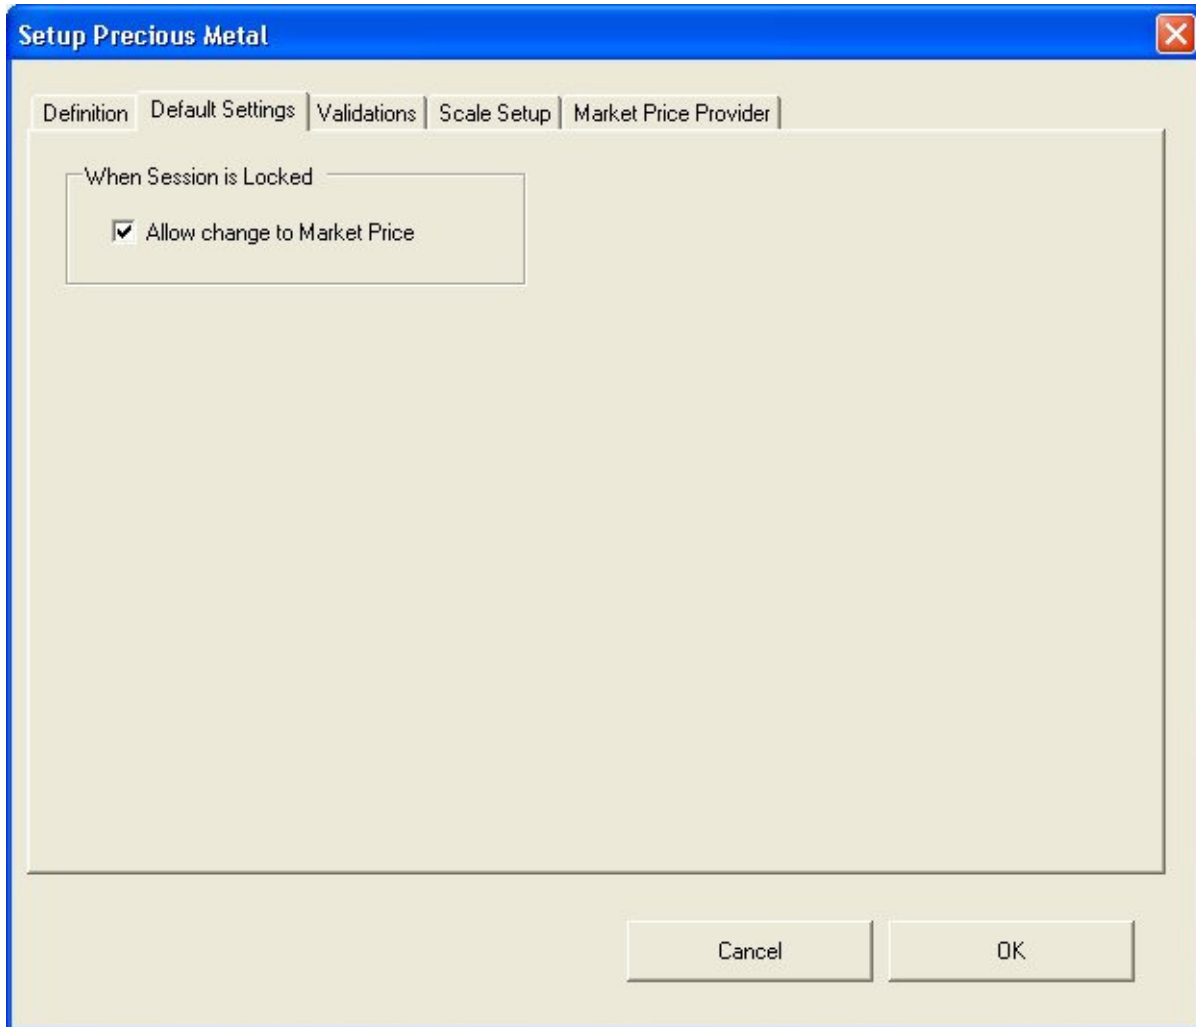 Setup Precious Metal
Definition Default Settings Validations Scale Setup Market Price Provider
When Session is Locked
Allow change to Market Price
Cancel OK